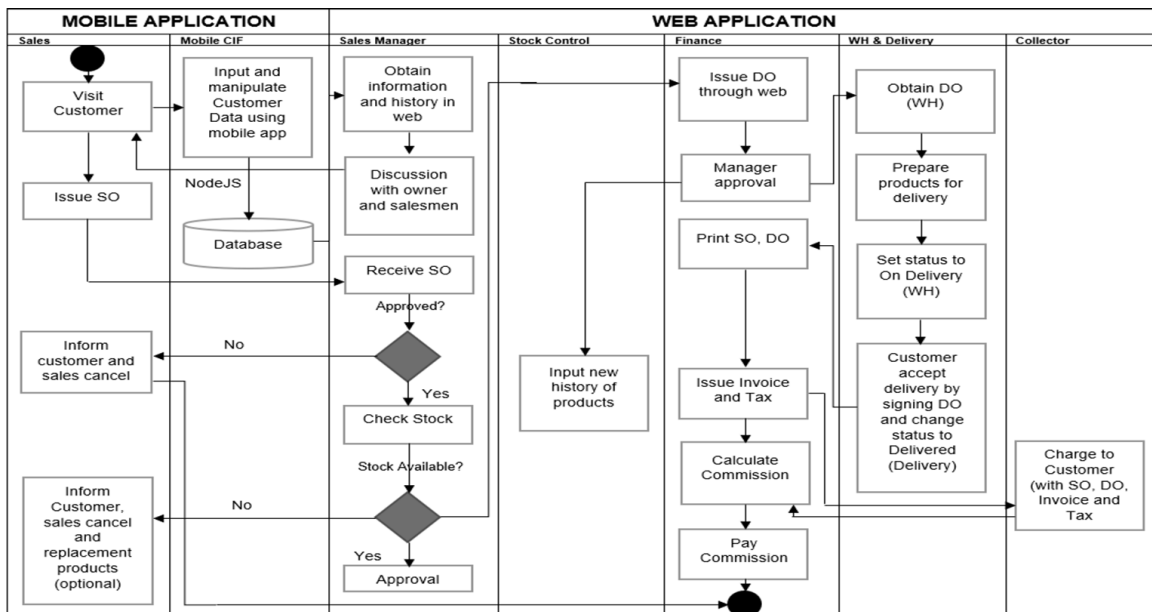 MOBILE APPLICATION
WEB APPLICATION
Sales
Mobile CIF
Sales Manager
Stock Control
Finance
WH & Delivery
Collector
Visit
Customer
Issue SO
Inform
customer and
sales cancel
Inform
Customer,
sales cancel
and
replacement
products
(optional)
Input and
manipulate
Customer
Data using
mobile app
NodeJS
Database
No
No
Obtain
information
and history in
web
Discussion
with owner
and salesmen
Receive SO
Approved?
Yes
Check Stock
Stock Available?
Yes
Approval
Input new
history of
products
Issue DO
through web
Manager
approval
Print SO, DO
Issue Invoice
and Tax
Calculate
Commission
Pay
Commission
Obtain DO
(WH)
Prepare
products for
delivery
Set status to
On Delivery
(WH)
Customer
accept
delivery by
signing DO
and change
status to
Delivered
(Delivery)
Charge to
Customer
(with SO, DO,
Invoice and
Tax